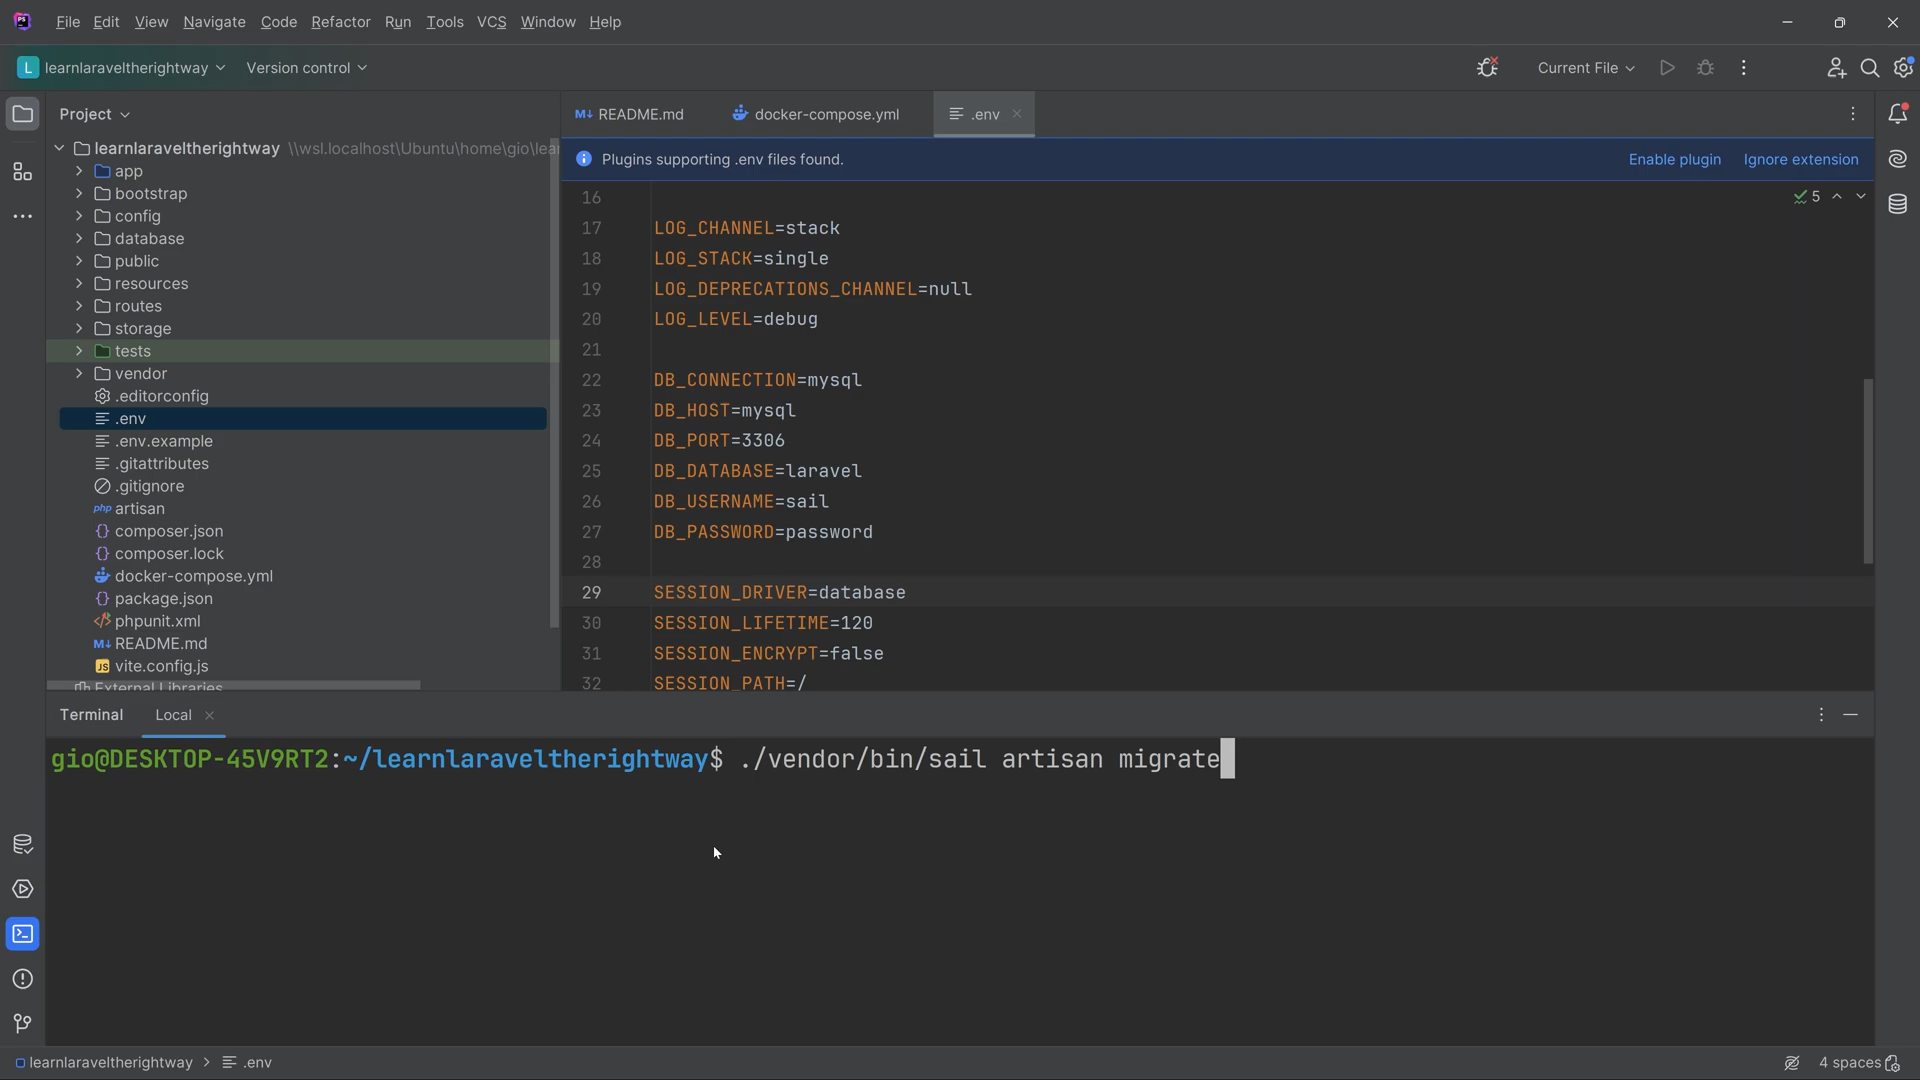 PS File Edit View Navigate Code Refactor Run Tools VCS Window Help
L learnlaraveltherightway Version control Current File
Project
README.md docker-compose.yml .env
learnlaraveltherightway \\wsl.localhost\Ubuntu\home\gio\lea
app
bootstrap
config
database
public
resources
routes
storage
tests
vendor
.editorconfig
.env
.env.example
.gitattributes
.gitignore
php artisan
{} composer.json
{} composer.lock
docker-compose.yml
{} package.json
</> phpunit.xml
M↓ README.md
JS vite.config.js
External Libraries
Plugins supporting .env files found. Enable plugin Ignore extension
5
16
17 LOG_CHANNEL=stack
18 LOG_STACK=single
19 LOG_DEPRECATIONS_CHANNEL=null
20 LOG_LEVEL=debug
21
22 DB_CONNECTION=mysql
23 DB_HOST=mysql
24 DB_PORT=3306
25 DB_DATABASE=laravel
26 DB_USERNAME=sail
27 DB_PASSWORD=password
28
29 SESSION_DRIVER=database
30 SESSION_LIFETIME=120
31 SESSION_ENCRYPT=false
32 SESSION_PATH=/
Terminal Local
gio@DESKTOP-45V9RT2:~/learnlaraveltherightway$ ./vendor/bin/sail artisan migrate
learnlaraveltherightway > .env 4 spaces